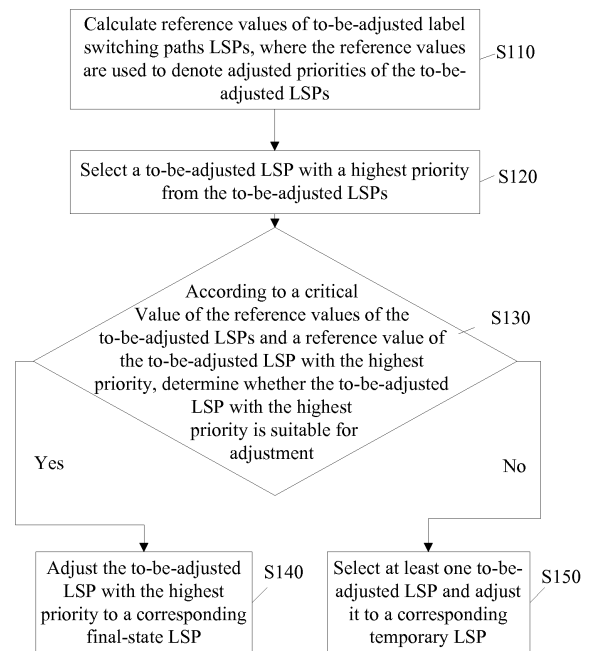 Calculate reference values of to-be-adjusted label
switching paths LSPs, where the reference values
are used to denote adjusted priorities of the to-be-
adjusted LSPs
S110
Select a to-be-adjusted LSP with a highest priority
from the to-be-adjusted LSPs
S120
According to a critical
Value of the reference values of the
to-be-adjusted LSPs and a reference value of
the to-be-adjusted LSP with the highest
priority, determine whether the to-be-adjusted
LSP with the highest
priority is suitable for
adjustment
S130
Yes
No
Adjust the to-be-adjusted
LSP with the highest
priority to a corresponding
final-state LSP
S140
Select at least one to-be-
adjusted LSP and adjust
it to a corresponding
temporary LSP
S150